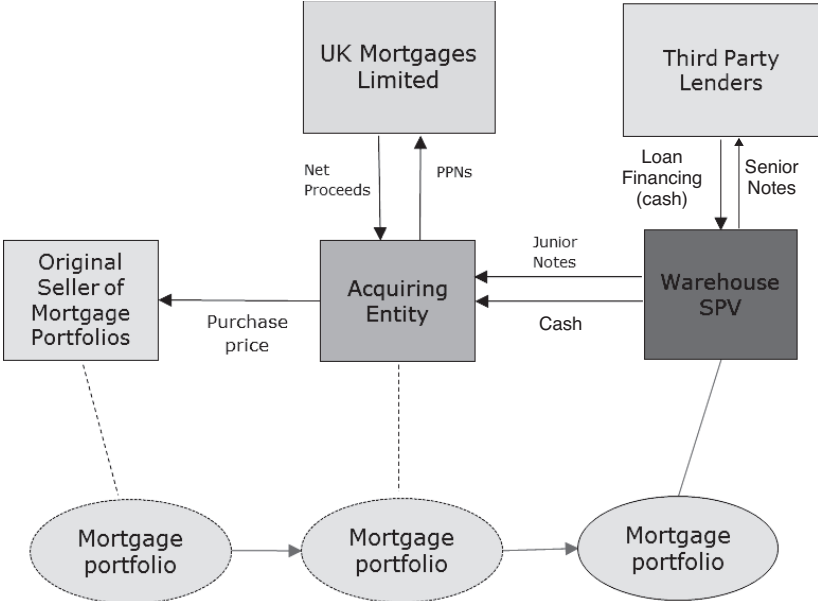 UK Mortgages
Limited
Third Party
Lenders
Net
Proceeds
PPNs
Loan
Financing
(cash)
Senior
Notes
Original
Seller of
Mortgage
Portfolios
Purchase
price
Acquiring
Entity
Junior
Notes
Cash
Warehouse
SPV
Mortgage
portfolio
Mortgage
portfolio
Mortgage
portfolio